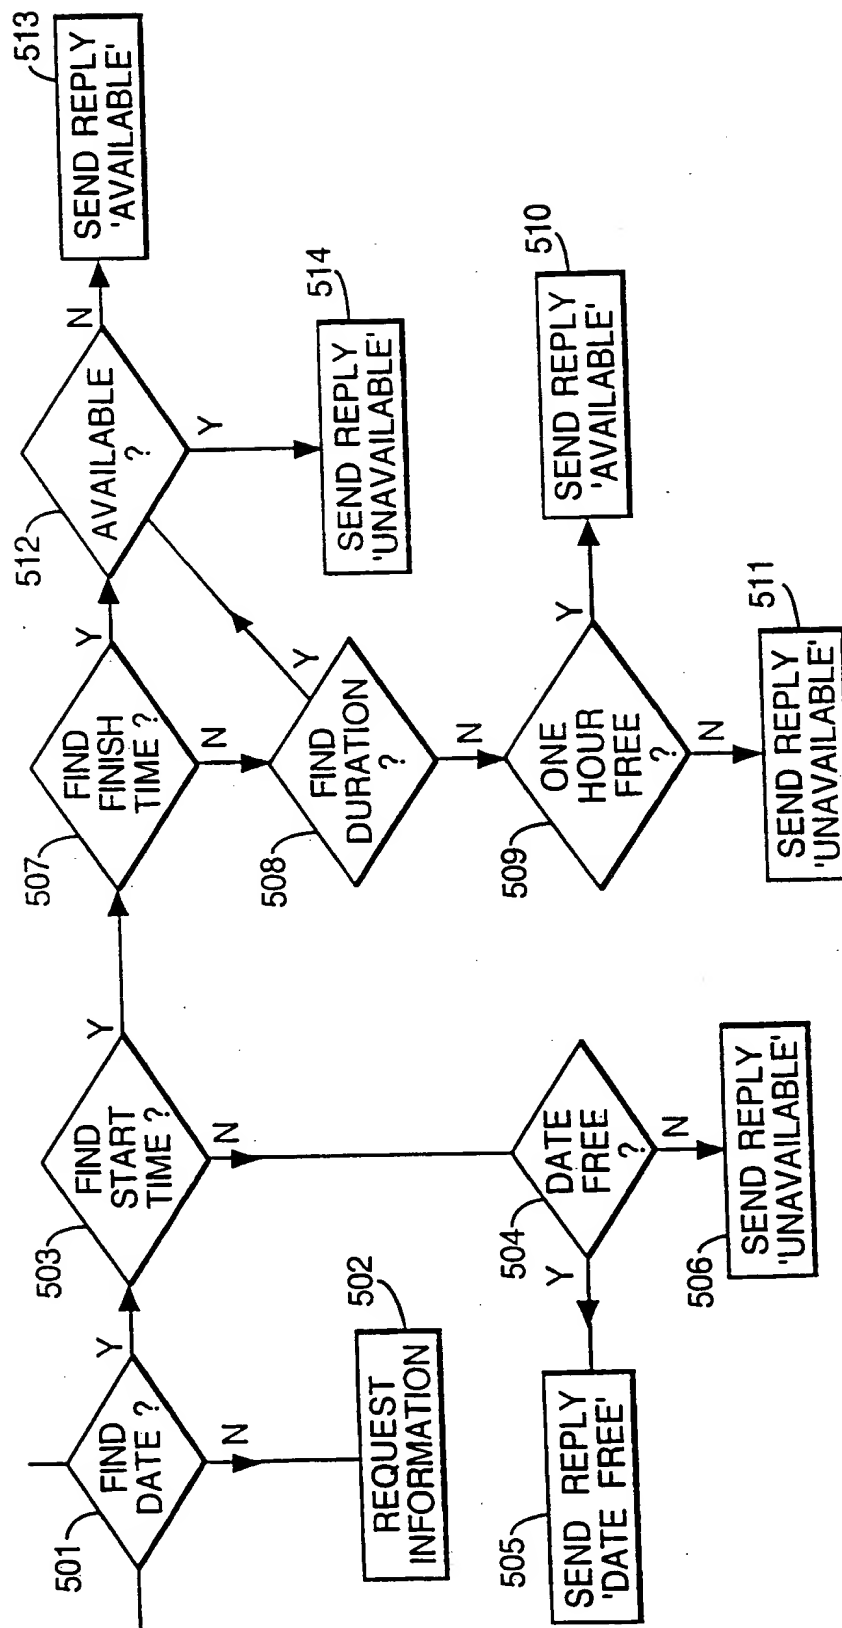 501
FIND
DATE ?
Y
N
502
REQUEST
INFORMATION
503
FIND
START
TIME ?
Y
N
504
DATE
FREE
?
Y
N
505
SEND REPLY
'DATE FREE'
506
SEND REPLY
'UNAVAILABLE'
507
FIND
FINISH
TIME ?
Y
N
508
FIND
DURATION
?
Y
N
509
ONE
HOUR
FREE
?
Y
N
510
SEND REPLY
'AVAILABLE'
511
SEND REPLY
'UNAVAILABLE'
512
AVAILABLE
?
N
Y
513
SEND REPLY
'AVAILABLE'
514
SEND REPLY
'UNAVAILABLE'